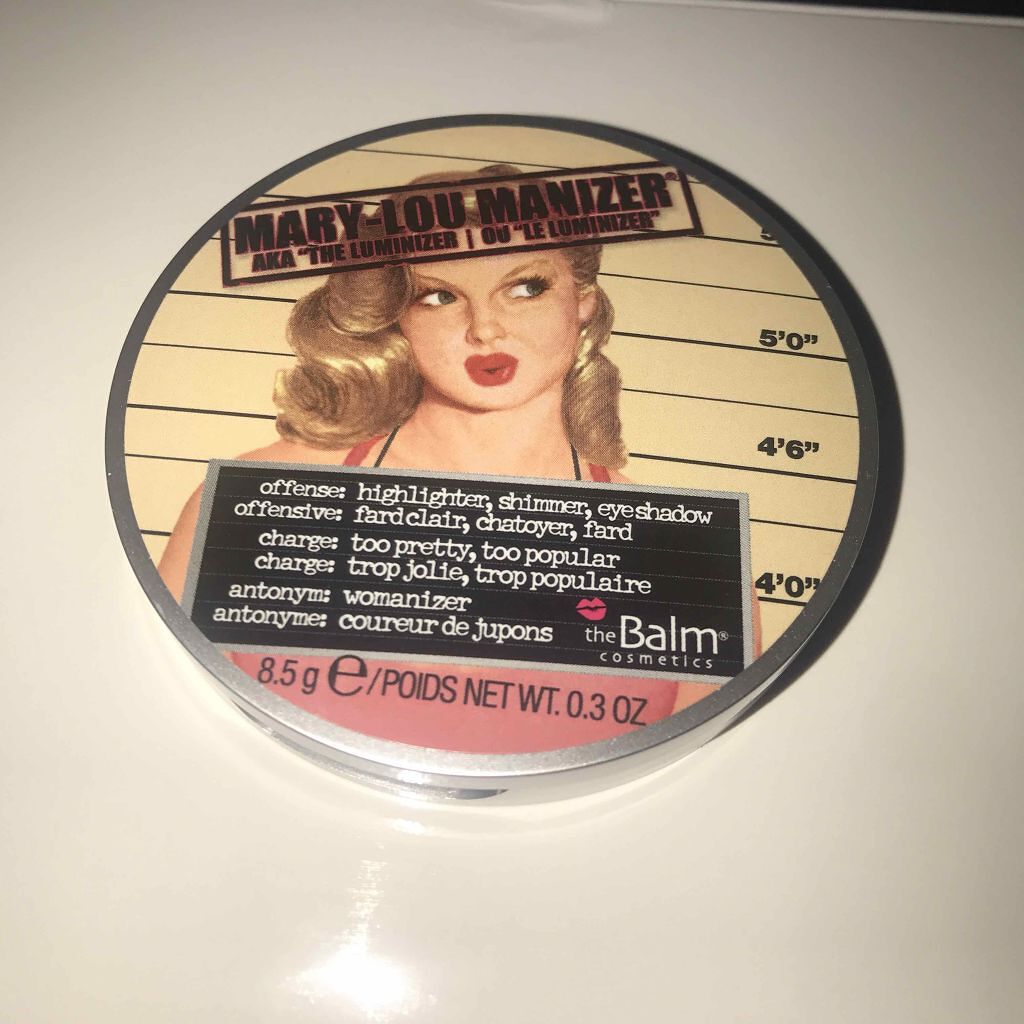 MARY-LOU MANIZER®
AKA "THE LUMINIZER | OU "LE LUMINIZER"
5'0"
4'6"
4'0"
offense: highlighter, shimmer, eyeshadow
offensive: fard clair, chatoyer, fard
charge: too pretty, too popular
charge: trop jolie, trop populaire
antonym: womanizer
antonyme: coureur de jupons
theBalm®
cosmetics
8.5 g e/POIDS NET WT. 0.3 OZ